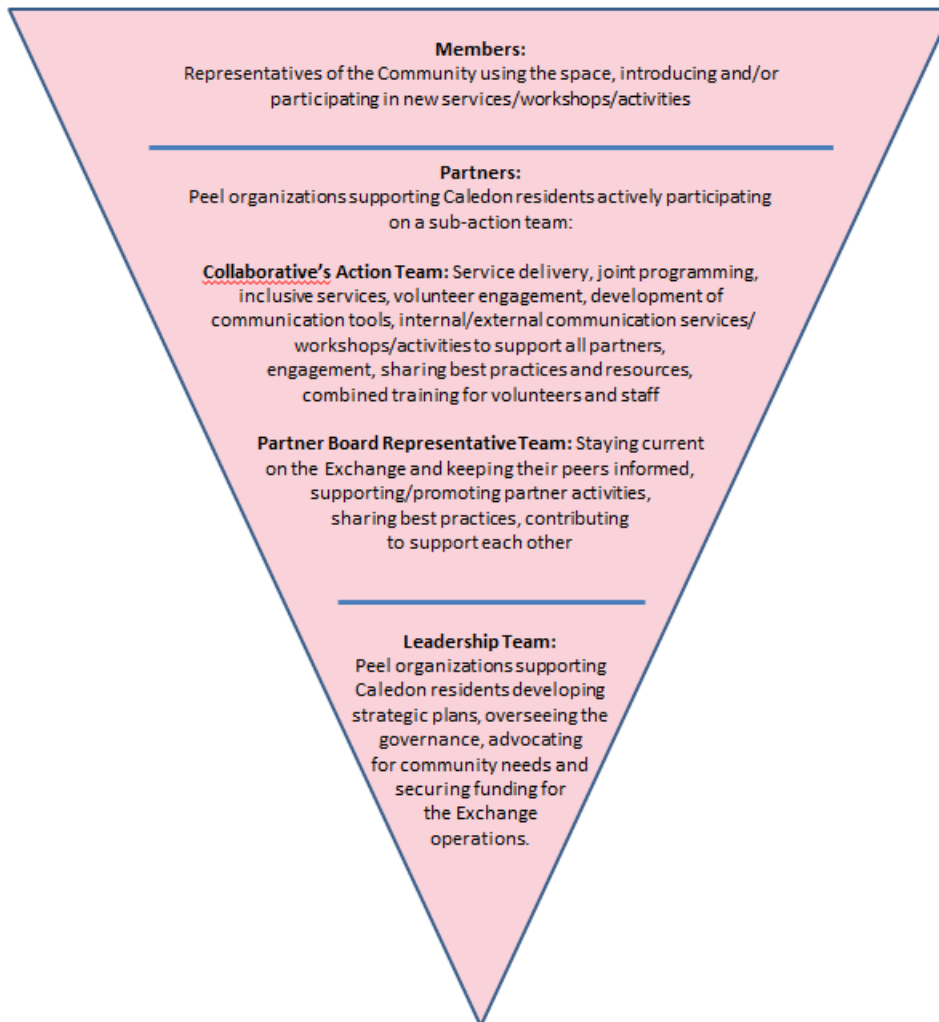 Members:
Representatives of the Community using the space, introducing and/or
participating in new services/workshops/activities
Partners:
Peel organizations supporting Caledon residents actively participating
on a sub-action team:
Collaborative's Action Team: Service delivery, joint programming,
inclusive services, volunteer engagement, development of
communication tools, internal/external communication services/
workshops/activities to support all partners,
engagement, sharing best practices and resources,
combined training for volunteers and staff
Partner Board Representative Team: Staying current
on the Exchange and keeping their peers informed,
supporting/promoting partner activities,
sharing best practices, contributing
to support each other
Leadership Team:
Peel organizations supporting
Caledon residents developing
strategic plans, overseeing the
governance, advocating
for community needs and
securing funding for
the Exchange
operations.